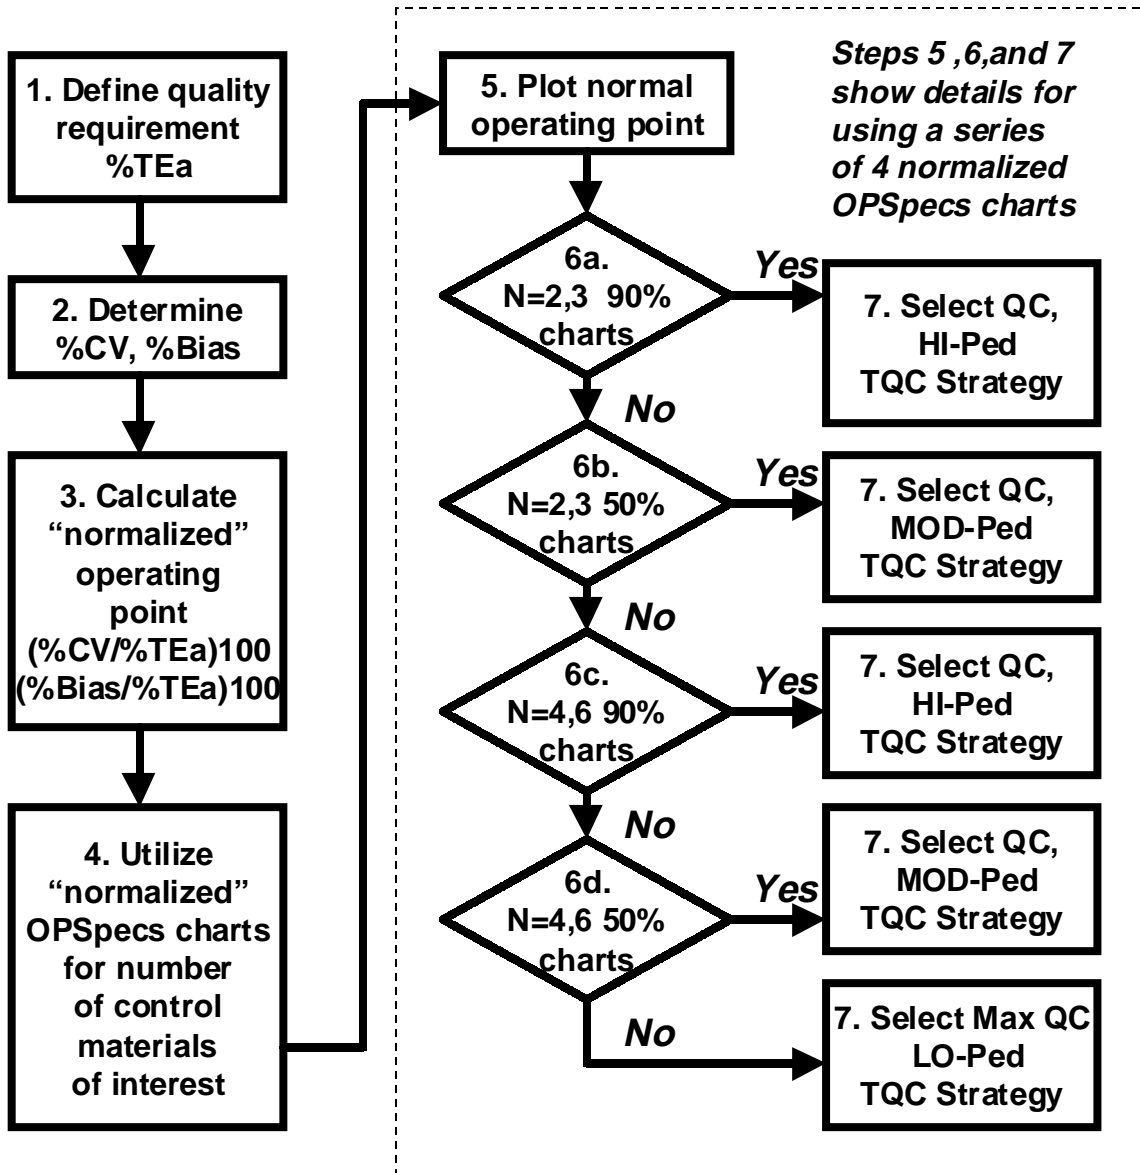 1. Define quality
requirement
%TEa
2. Determine
%CV, %Bias
3. Calculate
“normalized”
operating
point
(%CV/%TEa)100
(%Bias/%TEa)100
4. Utilize
“normalized”
OPSpecs charts
for number
of control
materials
of interest
5. Plot normal
operating point
Steps 5 ,6,and 7
show details for
using a series
of 4 normalized
OPSpecs charts
6a.
N=2,3 90%
charts
Yes
7. Select QC,
HI-Ped
TQC Strategy
No
6b.
N=2,3 50%
charts
Yes
7. Select QC,
MOD-Ped
TQC Strategy
No
6c.
N=4,6 90%
charts
Yes
7. Select QC,
HI-Ped
TQC Strategy
No
6d.
N=4,6 50%
charts
Yes
7. Select QC,
MOD-Ped
TQC Strategy
No
7. Select Max QC
LO-Ped
TQC Strategy